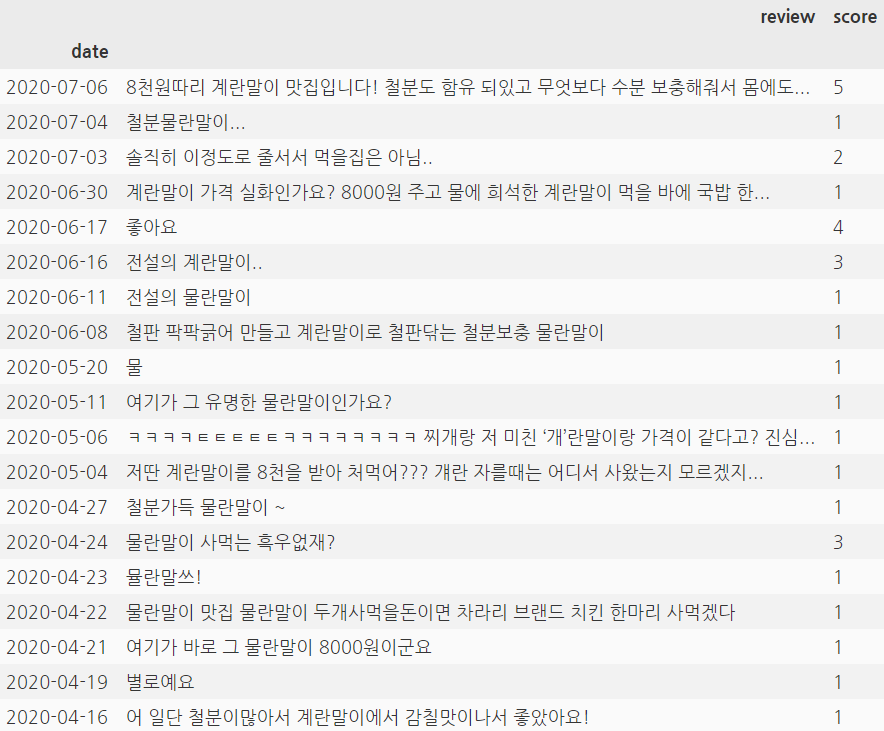 review score
date
2020-07-06 8천원따리 계란말이 맛집입니다! 철분도 함유 되있고 무엇보다 수분 보충해줘서 몸에도... 5
2020-07-04 철분물란말이... 1
2020-07-03 솔직히 이정도로 줄서서 먹을집은 아님.. 2
2020-06-30 계란말이 가격 실화인가요? 8000원 주고 물에 희석한 계란말이 먹을 바에 국밥 한... 1
2020-06-17 좋아요 4
2020-06-16 전설의 계란말이.. 3
2020-06-11 전설의 물란말이 1
2020-06-08 철판 팍팍긁어 만들고 계란말이로 철판닦는 철분보충 물란말이 1
2020-05-20 물 1
2020-05-11 여기가 그 유명한 물란말이인가요? 1
2020-05-06 ㅋㅋㅋㅋㅌㅌㅌㅌㅌㅋㅋㅋㅋㅋㅋㅋㅋ 찌개랑 저 미친 ‘개’란말이랑 가격이 같다고? 진심... 1
2020-05-04 저딴 계란말이를 8천을 받아 처먹어??? 걔란 자를때는 어디서 사왔는지 모르겠지... 1
2020-04-27 철분가득 물란말이 ~ 1
2020-04-24 물란말이 사먹는 흑우없재? 3
2020-04-23 뮬란말쓰! 1
2020-04-22 물란말이 맛집 물란말이 두개사먹을돈이면 차라리 브랜드 치킨 한마리 사먹겠다 1
2020-04-21 여기가 바로 그 물란말이 8000원이군요 1
2020-04-19 별로예요 1
2020-04-16 어 일단 철분이많아서 계란말이에서 감칠맛이나서 좋았아요! 1